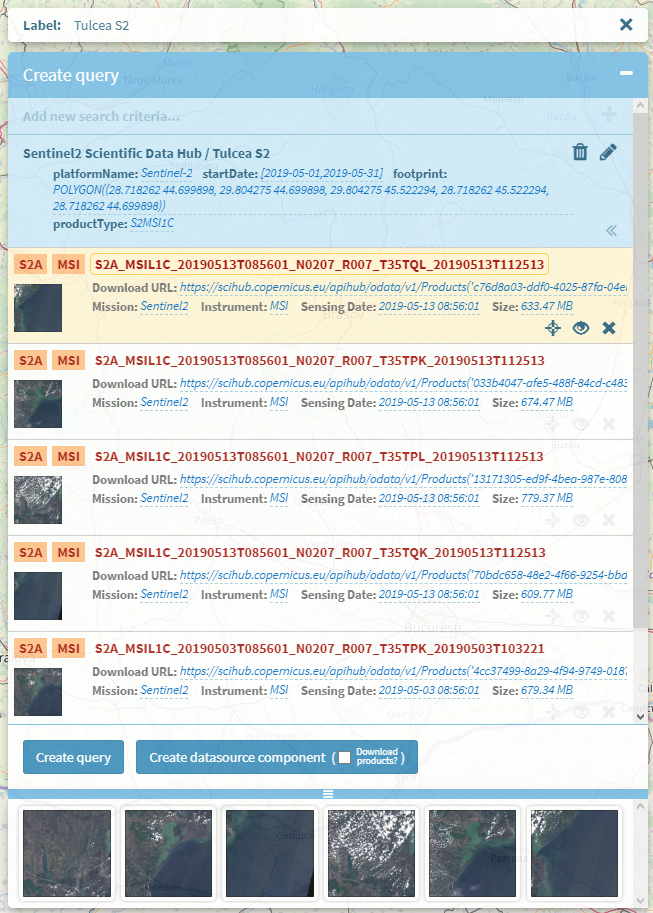 Label: Tulcea S2
Create query
Add new search criteria...
Sentinel2 Scientific Data Hub / Tulcea S2
platformName: Sentinel-2 startDate: [2019-05-01,2019-05-31] footprint:
POLYGON((28.718262 44.699898, 29.804275 44.699898, 29.804275 45.522294, 28.718262 45.522294,
28.718262 44.699898))
productType: S2MSI1C
S2A MSI S2A_MSIL1C_20190513T085601_N0207_R007_T35TQL_20190513T112513
Download URL: https://scihub.copernicus.eu/apihub/odata/v1/Products('c76d8a03-ddf0-4025-87fa-04e
Mission: Sentinel2 Instrument: MSI Sensing Date: 2019-05-13 08:56:01 Size: 633.47 MB
S2A MSI S2A_MSIL1C_20190513T085601_N0207_R007_T35TPK_20190513T112513
Download URL: https://scihub.copernicus.eu/apihub/odata/v1/Products('033b4047-afe5-488f-84cd-c483
Mission: Sentinel2 Instrument: MSI Sensing Date: 2019-05-13 08:56:01 Size: 674.47 MB
S2A MSI S2A_MSIL1C_20190513T085601_N0207_R007_T35TPL_20190513T112513
Download URL: https://scihub.copernicus.eu/apihub/odata/v1/Products('13171305-ed9f-4bea-987e-808
Mission: Sentinel2 Instrument: MSI Sensing Date: 2019-05-13 08:56:01 Size: 779.37 MB
S2A MSI S2A_MSIL1C_20190513T085601_N0207_R007_T35TQK_20190513T112513
Download URL: https://scihub.copernicus.eu/apihub/odata/v1/Products('70bdc658-48e2-4f66-9254-bbd
Mission: Sentinel2 Instrument: MSI Sensing Date: 2019-05-13 08:56:01 Size: 609.77 MB
S2A MSI S2A_MSIL1C_20190503T085601_N0207_R007_T35TPK_20190503T103221
Download URL: https://scihub.copernicus.eu/apihub/odata/v1/Products('4cc37499-8a29-4f94-9749-0187
Mission: Sentinel2 Instrument: MSI Sensing Date: 2019-05-03 08:56:01 Size: 679.34 MB
București
Create query Create datasource component ( Download products? )